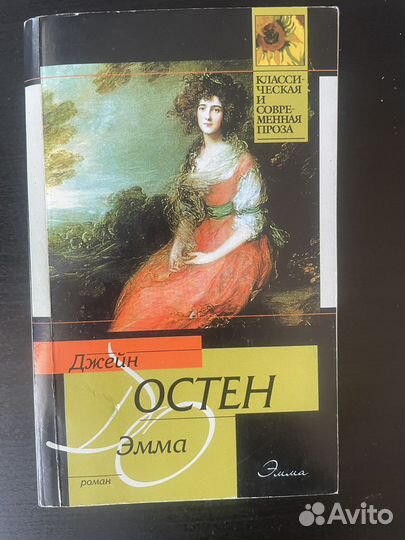 КЛАССИ-
ЧЕСКАЯ И
СОВРЕ-
МЕННАЯ
ПРОЗА
Джейн
ОСТЕН
Эмма
роман
Эмма
Avito